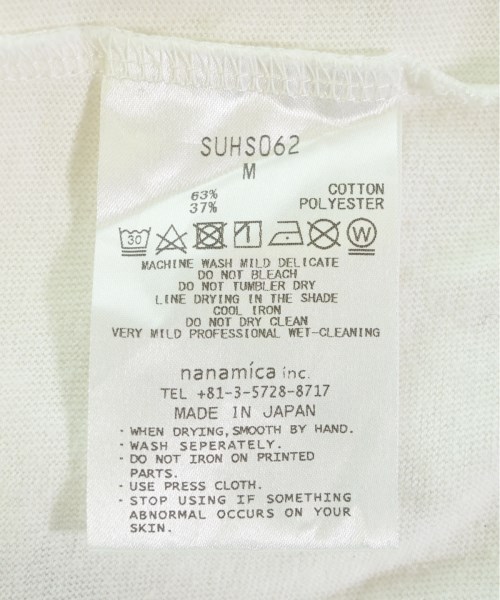 SUHS062
M
63% COTTON
37% POLYESTER
30 W
MACHINE WASH MILD DELICATE
DO NOT BLEACH
DO NOT TUMBLER DRY
LINE DRYING IN THE SHADE
COOL IRON
DO NOT DRY CLEAN
VERY MILD PROFESSIONAL WET-CLEANING
nanamica inc.
TEL +81-3-5728-8717
MADE IN JAPAN
・WHEN DRYING,SMOOTH BY HAND.
・WASH SEPERATELY.
・DO NOT IRON ON PRINTED
PARTS.
・USE PRESS CLOTH.
・STOP USING IF SOMETHING
ABNORMAL OCCURS ON YOUR
SKIN.